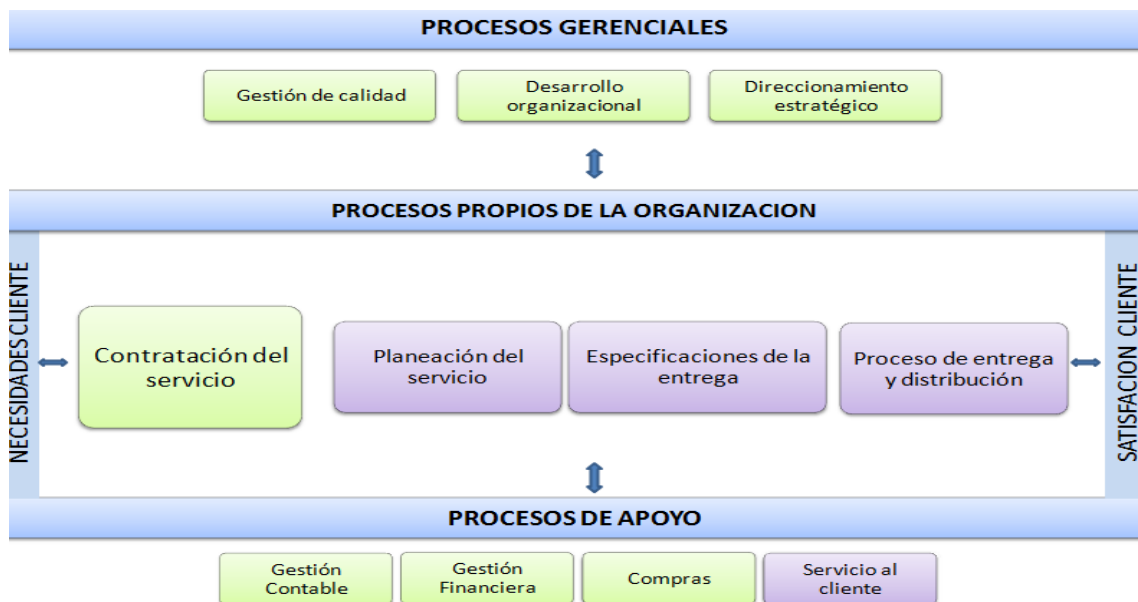 PROCESOS GERENCIALES
Gestión de calidad
Desarrollo
organizacional
Direccionamiento
estratégico
PROCESOS PROPIOS DE LA ORGANIZACION
NECESIDADES CLIENTE
Contratación del
servicio
Planeación del
servicio
Especificaciones de la
entrega
Proceso de entrega
y distribución
SATISFACION CLIENTE
PROCESOS DE APOYO
Gestión
Contable
Gestión
Financiera
Compras
Servicio al
cliente